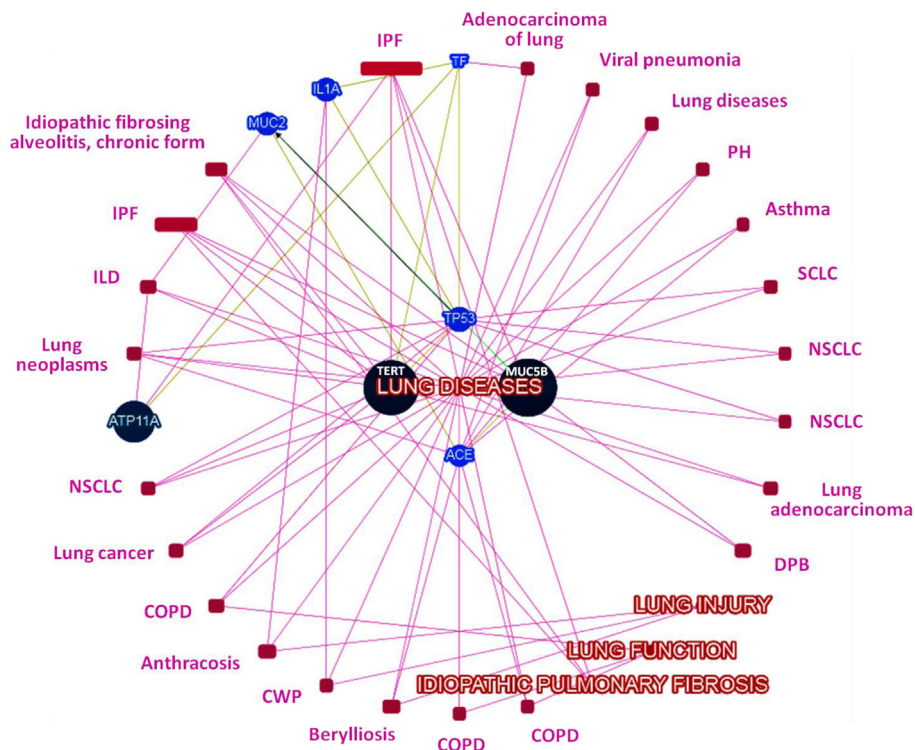 IPF
TF
Adenocarcinoma
of lung
Viral pneumonia
IL1A
Lung diseases
MUC2
Idiopathic fibrosing
alveolitis, chronic form
PH
IPF
Asthma
ILD
SCLC
TP53
Lung
neoplasms
NSCLC
TERT
MUC5B
LUNG DISEASES
ATP11A
NSCLC
ACE
NSCLC
Lung
adenocarcinoma
Lung cancer
DPB
COPD
LUNG INJURY
Anthracosis
LUNG FUNCTION
CWP
IDIOPATHIC PULMONARY FIBROSIS
Berylliosis
COPD
COPD